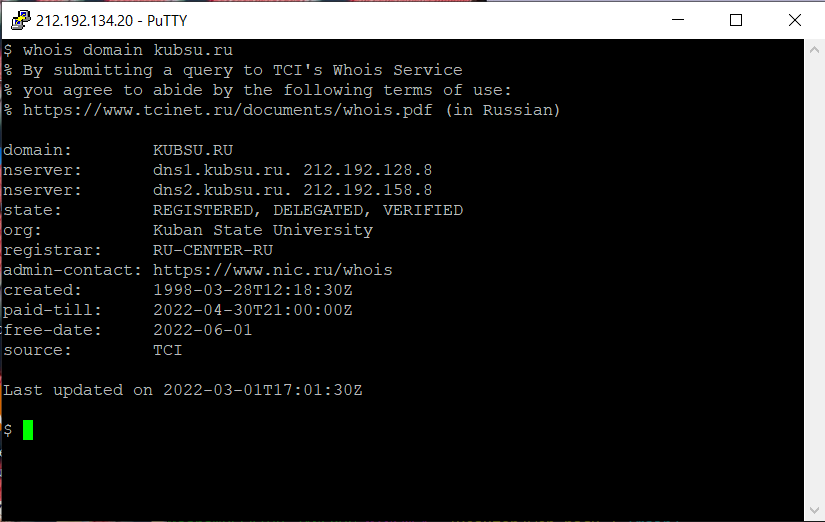 212.192.134.20 - PuTTY
$ whois domain kubsu.ru
% By submitting a query to TCI's Whois Service
% you agree to abide by the following terms of use:
% https://www.tcinet.ru/documents/whois.pdf (in Russian)

domain:        KUBSU.RU
nserver:       dns1.kubsu.ru. 212.192.128.8
nserver:       dns2.kubsu.ru. 212.192.158.8
state:         REGISTERED, DELEGATED, VERIFIED
org:           Kuban State University
registrar:     RU-CENTER-RU
admin-contact: https://www.nic.ru/whois
created:       1998-03-28T12:18:30Z
paid-till:     2022-04-30T21:00:00Z
free-date:     2022-06-01
source:        TCI

Last updated on 2022-03-01T17:01:30Z

$